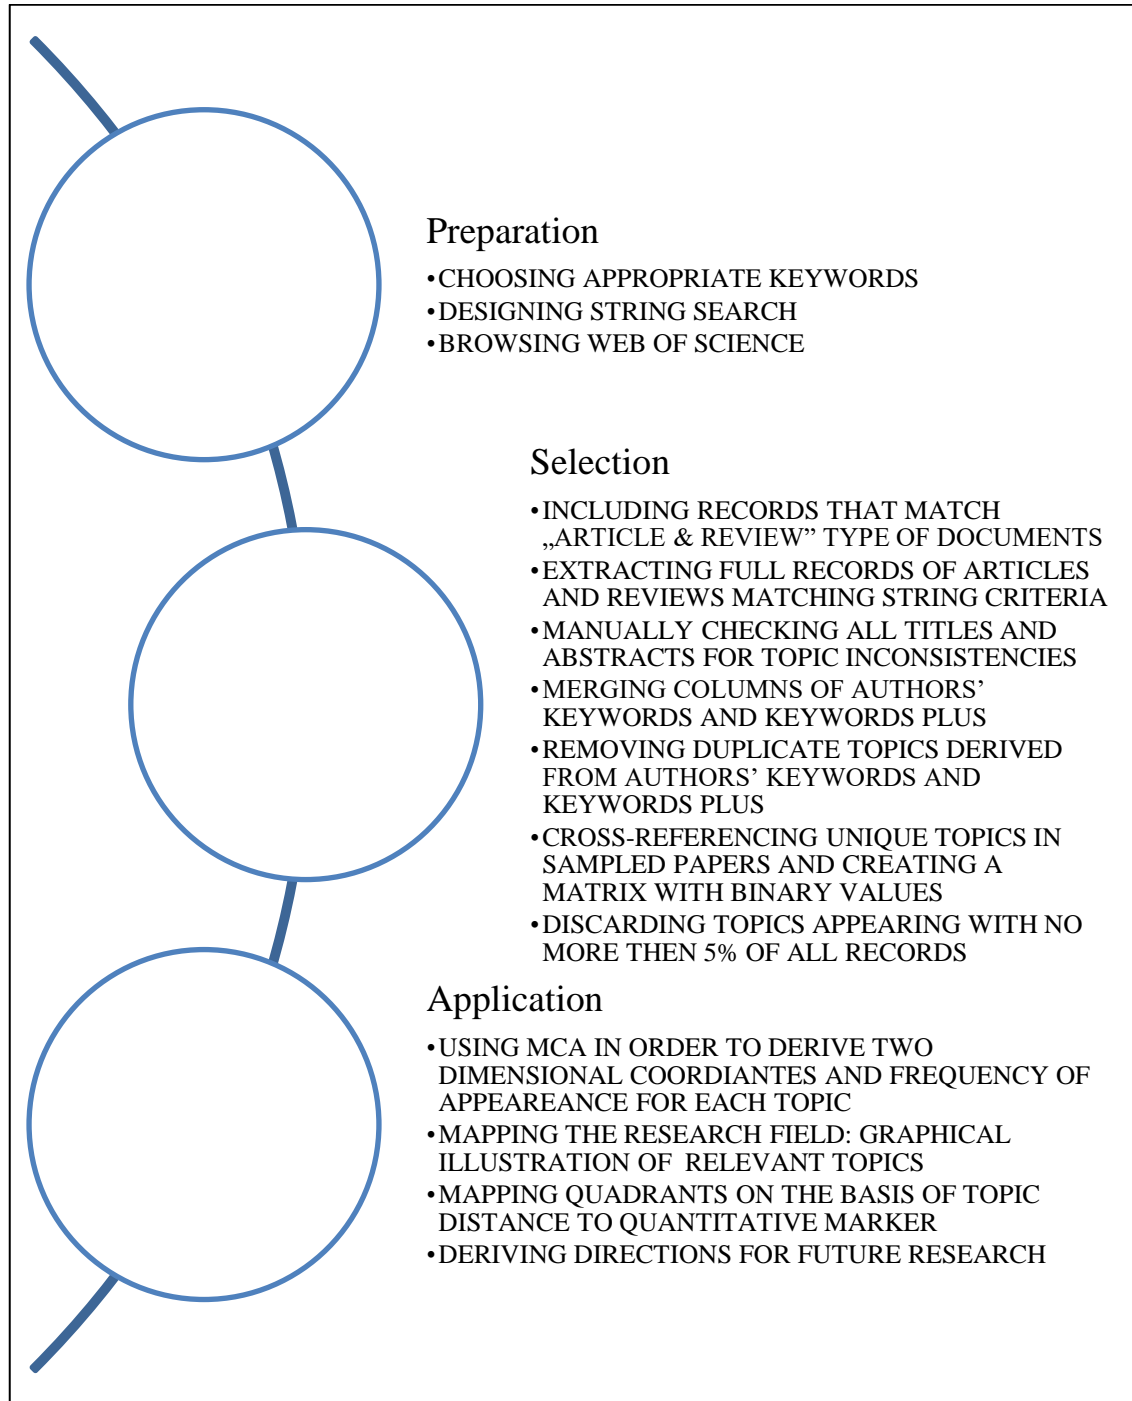 Preparation
•CHOOSING APPROPRIATE KEYWORDS
•DESIGNING STRING SEARCH
•BROWSING WEB OF SCIENCE
Selection
•INCLUDING RECORDS THAT MATCH
„ARTICLE & REVIEW” TYPE OF DOCUMENTS
•EXTRACTING FULL RECORDS OF ARTICLES
AND REVIEWS MATCHING STRING CRITERIA
•MANUALLY CHECKING ALL TITLES AND
ABSTRACTS FOR TOPIC INCONSISTENCIES
•MERGING COLUMNS OF AUTHORS’
KEYWORDS AND KEYWORDS PLUS
•REMOVING DUPLICATE TOPICS DERIVED
FROM AUTHORS’ KEYWORDS AND
KEYWORDS PLUS
•CROSS-REFERENCING UNIQUE TOPICS IN
SAMPLED PAPERS AND CREATING A
MATRIX WITH BINARY VALUES
•DISCARDING TOPICS APPEARING WITH NO
MORE THEN 5% OF ALL RECORDS
Application
•USING MCA IN ORDER TO DERIVE TWO
DIMENSIONAL COORDIANTES AND FREQUENCY OF
APPEAREANCE FOR EACH TOPIC
•MAPPING THE RESEARCH FIELD: GRAPHICAL
ILLUSTRATION OF RELEVANT TOPICS
•MAPPING QUADRANTS ON THE BASIS OF TOPIC
DISTANCE TO QUANTITATIVE MARKER
•DERIVING DIRECTIONS FOR FUTURE RESEARCH